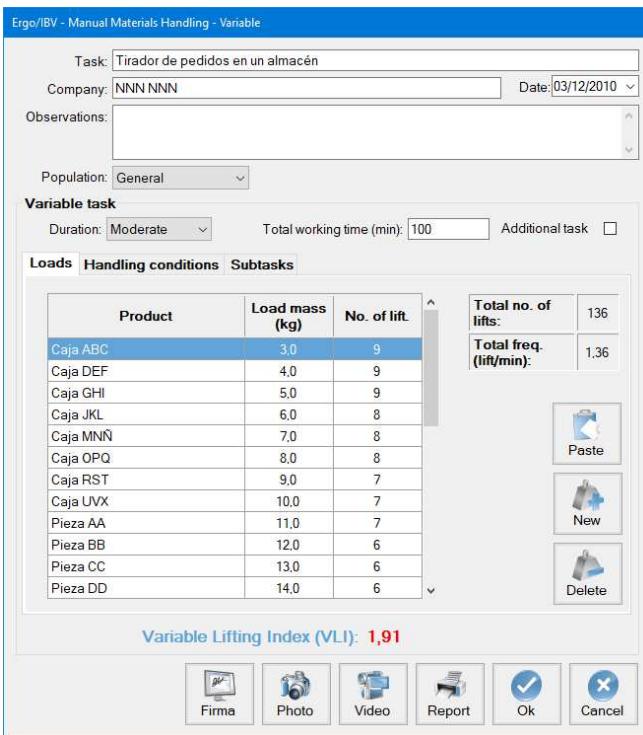 Ergo/IBV - Manual Materials Handling - Variable
Task: Tirador de pedidos en un almacén
Company: NNN NNN Date: 03/12/2010
Observations:
Population: General
Variable task
Duration: Moderate Total working time (min): 100 Additional task
Loads Handling conditions Subtasks
Product Load mass (kg) No. of lift.
Caja ABC 3,0 9
Caja DEF 4,0 9
Caja GHI 5,0 9
Caja JKL 6,0 8
Caja MNÑ 7,0 8
Caja OPQ 8,0 8
Caja RST 9,0 7
Caja UVX 10,0 7
Pieza AA 11,0 7
Pieza BB 12,0 6
Pieza CC 13,0 6
Pieza DD 14,0 6
Total no. of lifts: 136
Total freq. (lift/min): 1,36
Paste
New
Delete
Variable Lifting Index (VLI): 1,91
Firma Photo Video Report Ok Cancel